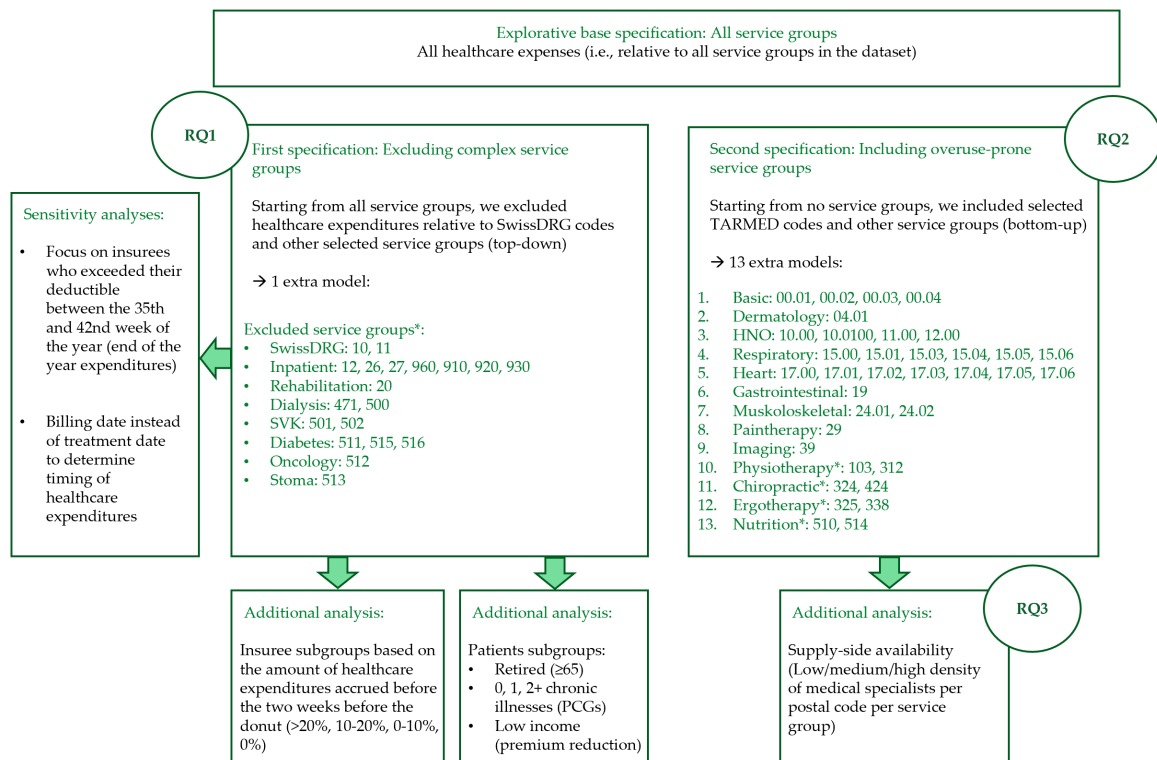 Explorative base specification: All service groups
All healthcare expenses (i.e., relative to all service groups in the dataset)
RQ1
First specification: Excluding complex service
groups
Starting from all service groups, we excluded
healthcare expenditures relative to SwissDRG codes
and other selected service groups (top-down)
→ 1 extra model:
Excluded service groups*:
• SwissDRG: 10, 11
• Inpatient: 12, 26, 27, 960, 910, 920, 930
• Rehabilitation: 20
• Dialysis: 471, 500
• SVK: 501, 502
• Diabetes: 511, 515, 516
• Oncology: 512
• Stoma: 513
RQ2
Second specification: Including overuse-prone
service groups
Starting from no service groups, we included selected
TARMED codes and other service groups (bottom-up)
→ 13 extra models:
1. Basic: 00.01, 00.02, 00.03, 00.04
2. Dermatology: 04.01
3. HNO: 10.00, 10.0100, 11.00, 12.00
4. Respiratory: 15.00, 15.01, 15.03, 15.04, 15.05, 15.06
5. Heart: 17.00, 17.01, 17.02, 17.03, 17.04, 17.05, 17.06
6. Gastrointestinal: 19
7. Muskoloskeletal: 24.01, 24.02
8. Paintherapy: 29
9. Imaging: 39
10. Physiotherapy*: 103, 312
11. Chiropractic*: 324, 424
12. Ergotherapy*: 325, 338
13. Nutrition*: 510, 514
Sensitivity analyses:
• Focus on insurees
who exceeded their
deductible
between the 35th
and 42nd week of
the year (end of the
year expenditures)
• Billing date instead
of treatment date
to determine
timing of
healthcare
expenditures
Additional analysis:
Insuree subgroups based on
the amount of healthcare
expenditures accrued before
the two weeks before the
donut (>20%, 10-20%, 0-10%,
0%)
Additional analysis:
Patients subgroups:
• Retired (≥65)
• 0, 1, 2+ chronic
illnesses (PCGs)
• Low income
(premium reduction)
RQ3
Additional analysis:
Supply-side availability
(Low/medium/high density
of medical specialists per
postal code per service
group)